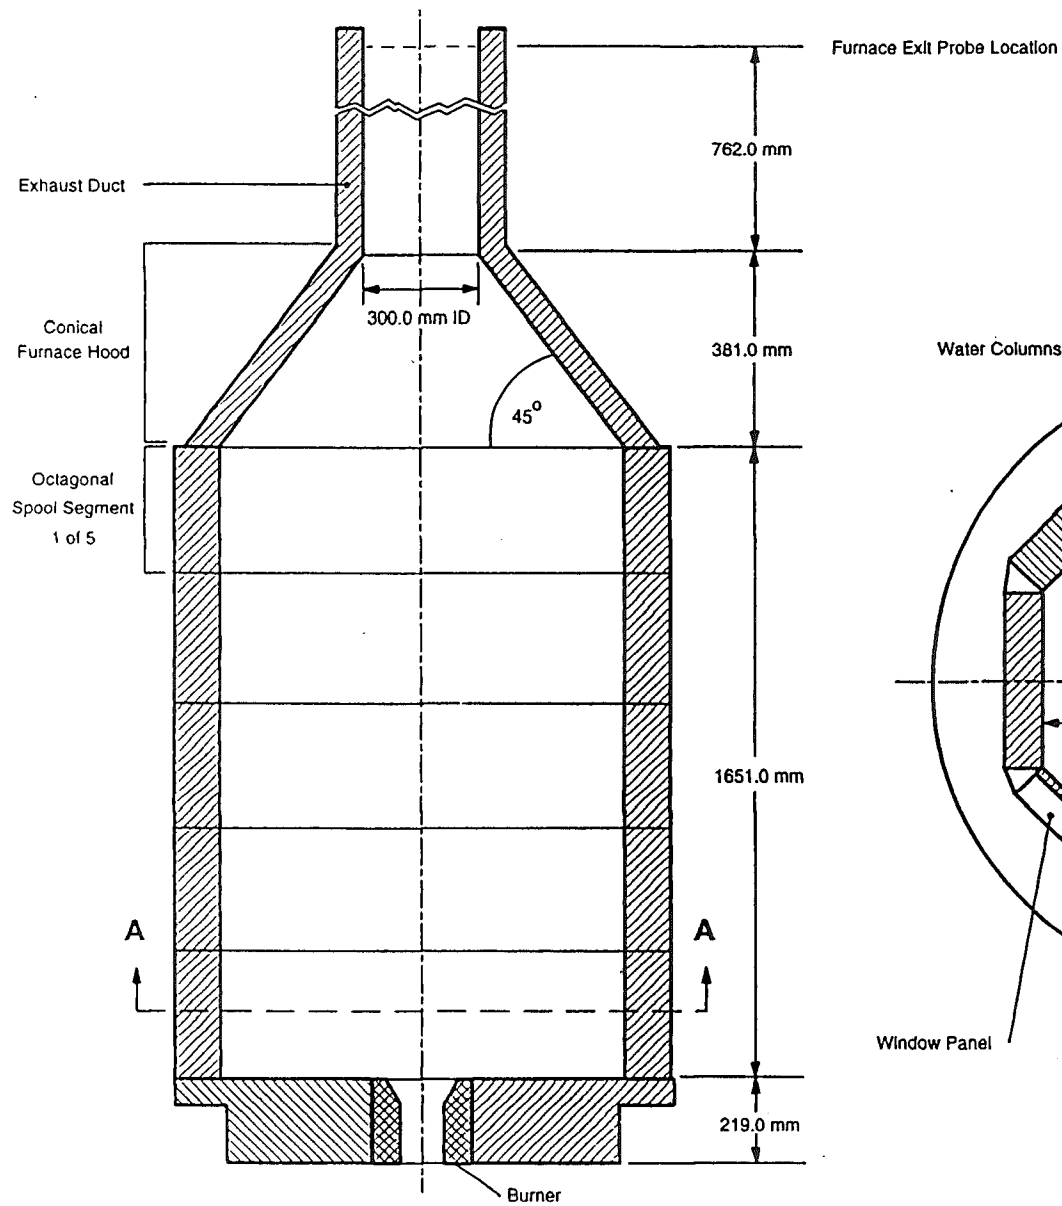 Furnace Exit Probe Location
762.0 mm
Exhaust Duct
300.0 mm ID
Conical
Furnace Hood
381.0 mm
Water Columns
45°
Octagonal
Spool Segment
1 of 5
1651.0 mm
A
A
Window Panel
219.0 mm
Burner